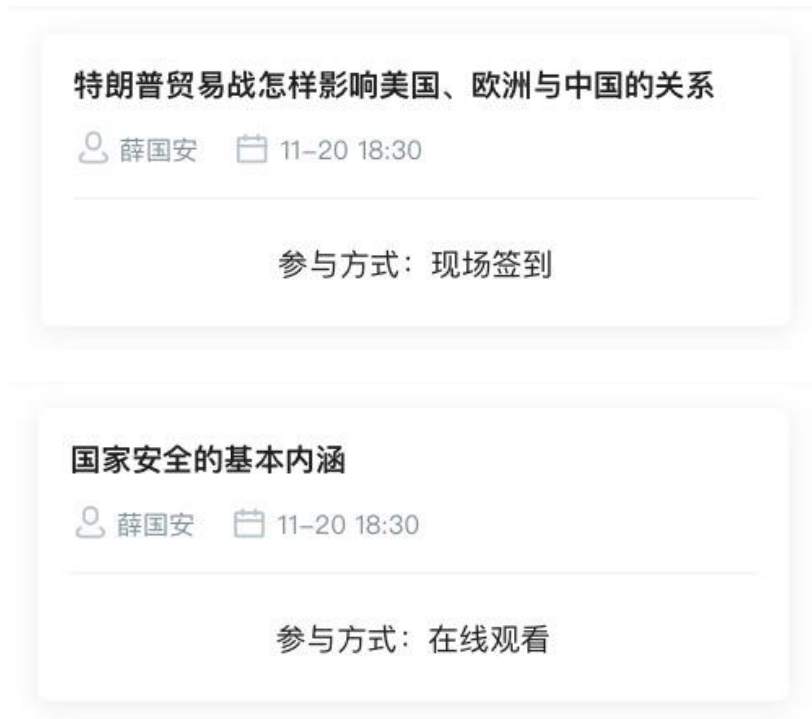 特朗普贸易战怎样影响美国、欧洲与中国的关系
薛国安 11-20 18:30
参与方式：现场签到
国家安全的基本内涵
薛国安 11-20 18:30
参与方式：在线观看